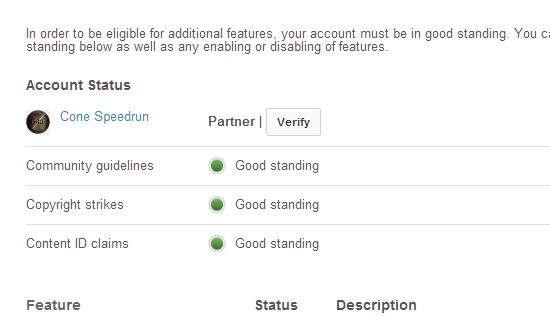 In order to be eligible for additional features, your account must be in good standing. You
standing below as well as any enabling or disabling of features.
Account Status
Cone Speedrun Partner | Verify
Community guidelines Good standing
Copyright strikes Good standing
Content ID claims Good standing
Feature Status Description